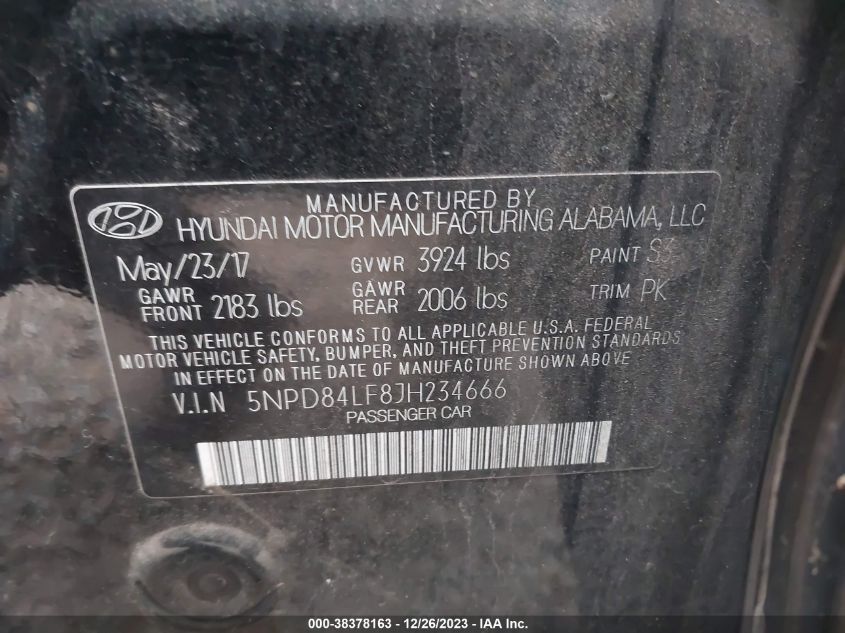 MANUFACTURED BY
HYUNDAI MOTOR MANUFACTURING ALABAMA, LLC
May/23/17 GVWR 3924 lbs PAINT S3
GAWR FRONT 2183 lbs GAWR REAR 2006 lbs TRIM PK
THIS VEHICLE CONFORMS TO ALL APPLICABLE U.S.A. FEDERAL
MOTOR VEHICLE SAFETY, BUMPER, AND THEFT PREVENTION STANDARDS
IN EFFECT ON THE DATE OF MANUFACTURE SHOWN ABOVE
V.I.N 5NPD84LF8JH234666
PASSENGER CAR
000-38378163 - 12/26/2023 - IAA Inc.